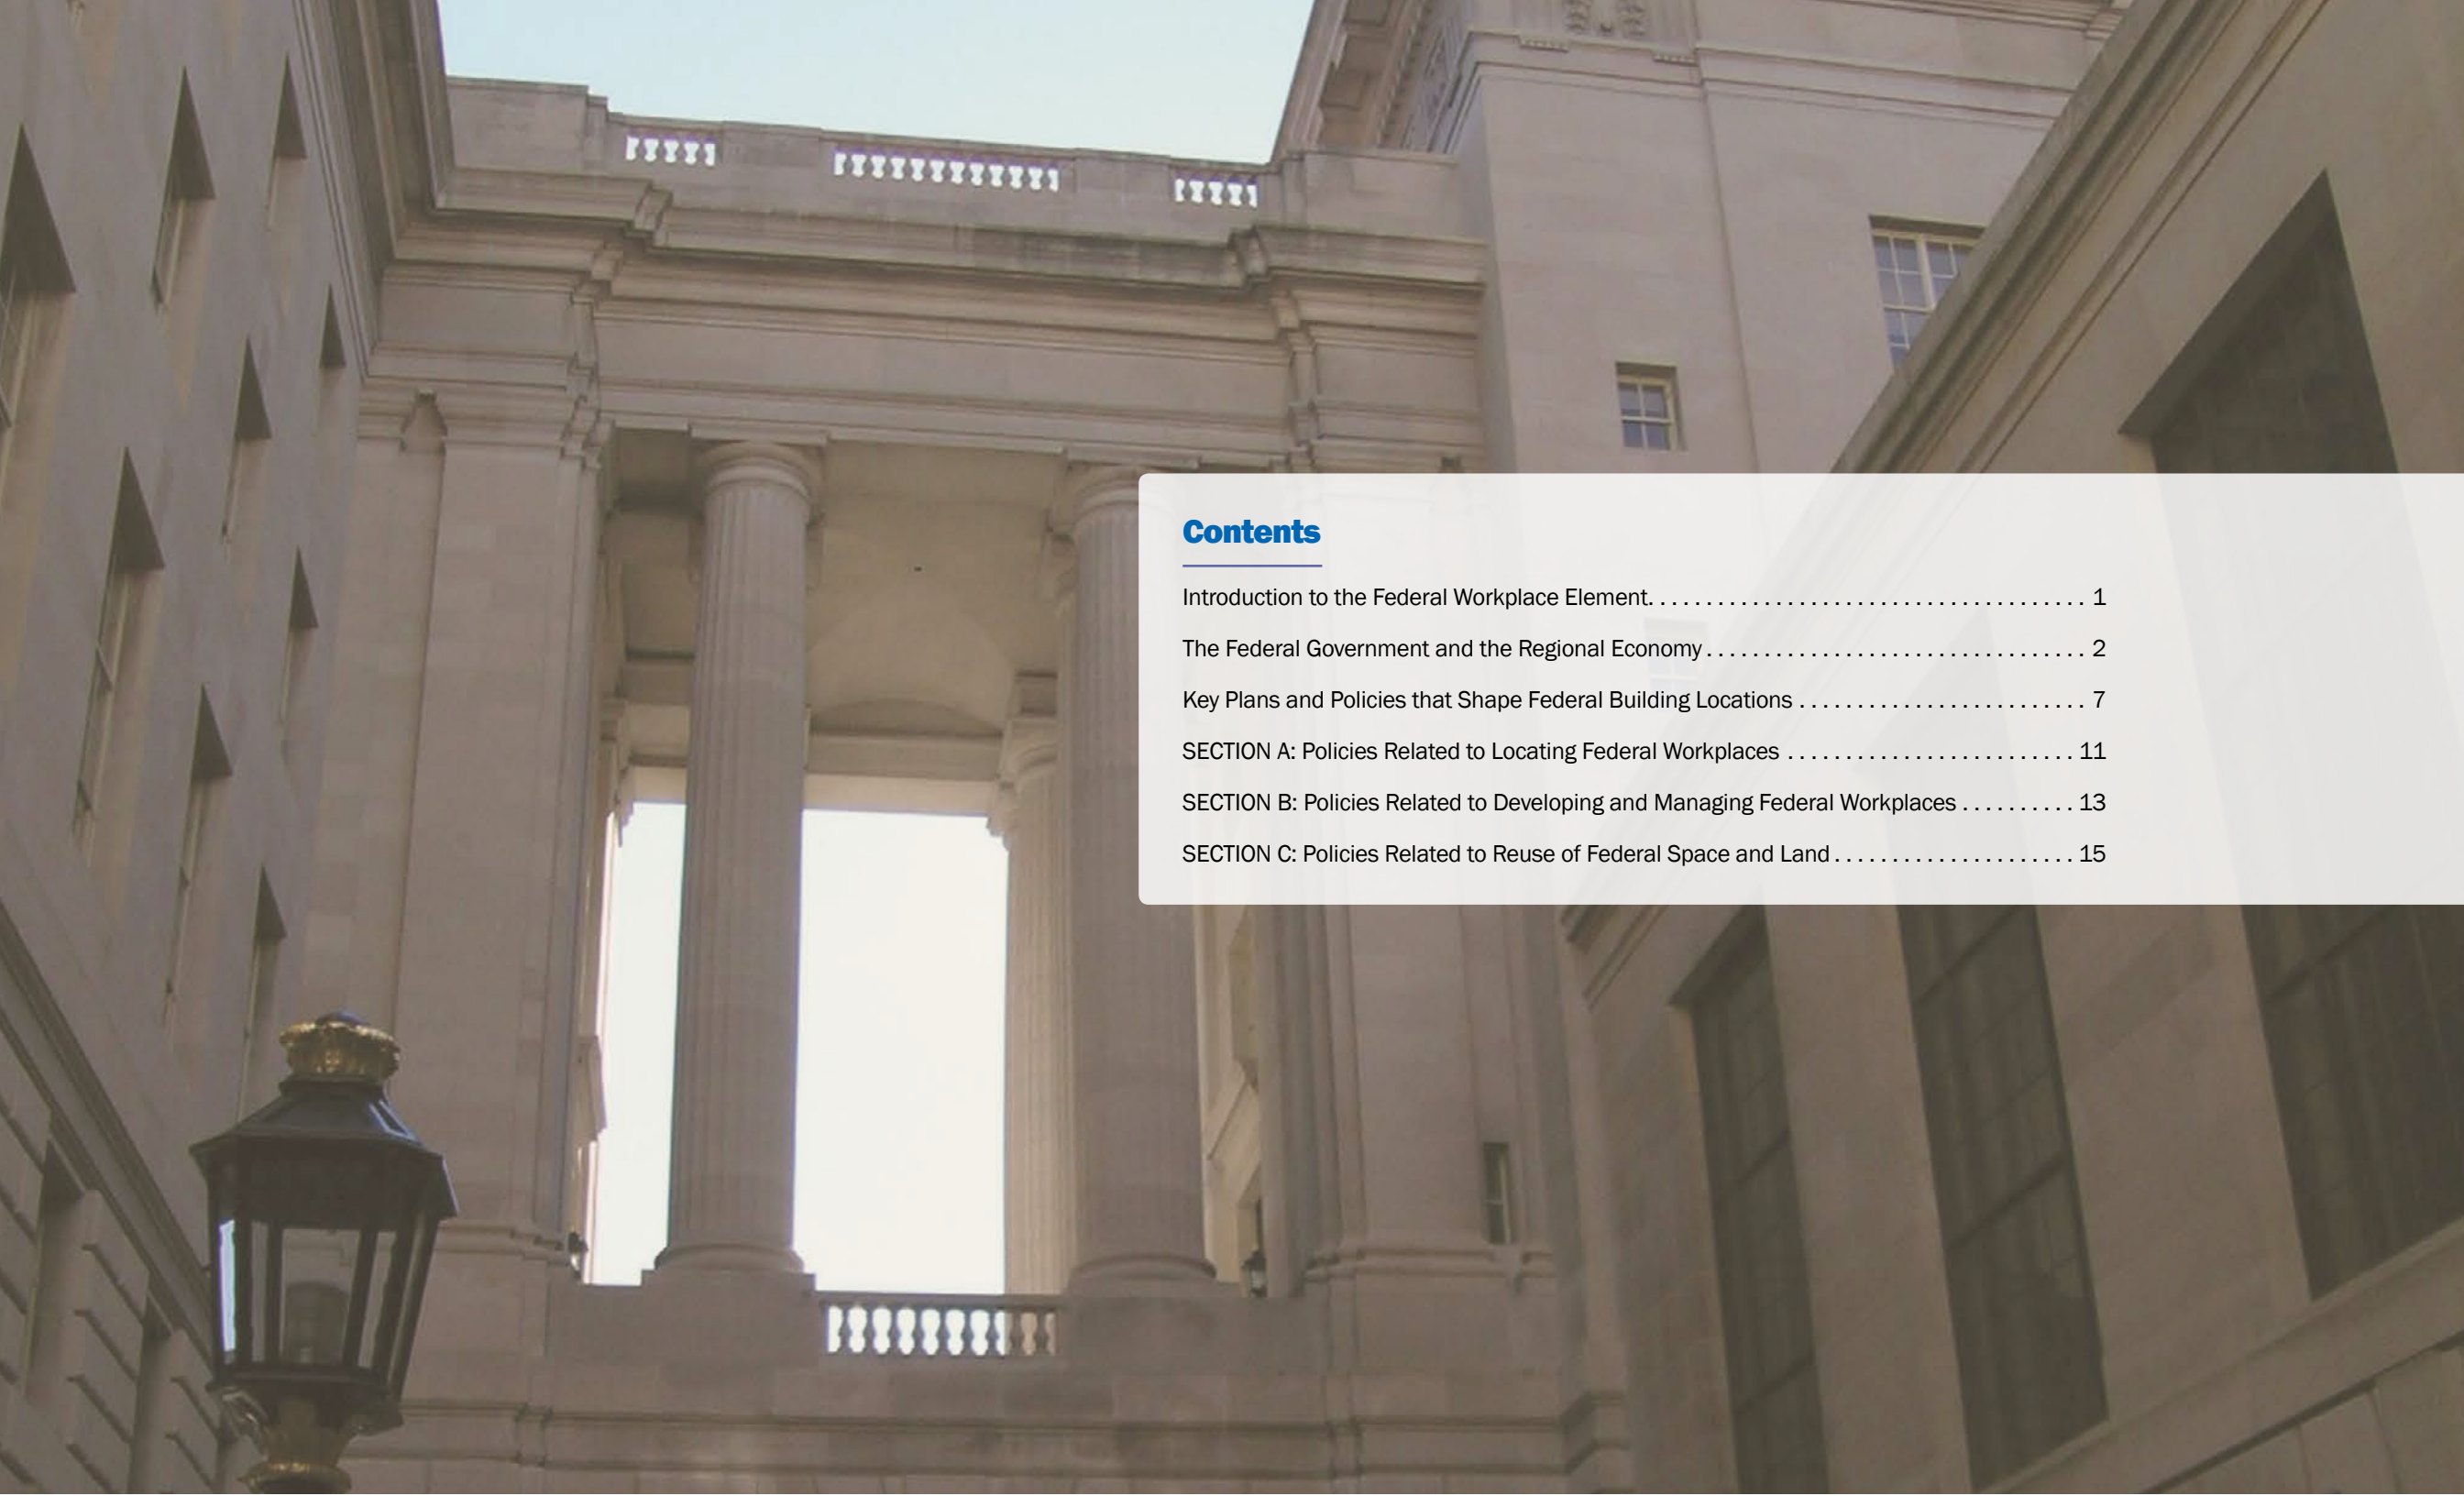 Contents
Introduction to the Federal Workplace Element. . . . . . . . . . . . . . . . . . . . . . . . . . . . . . . . . . . . . . 1
The Federal Government and the Regional Economy . . . . . . . . . . . . . . . . . . . . . . . . . . . . . . . . . 2
Key Plans and Policies that Shape Federal Building Locations . . . . . . . . . . . . . . . . . . . . . . . . . 7
SECTION A: Policies Related to Locating Federal Workplaces . . . . . . . . . . . . . . . . . . . . . . . . . 11
SECTION B: Policies Related to Developing and Managing Federal Workplaces . . . . . . . . . . 13
SECTION C: Policies Related to Reuse of Federal Space and Land . . . . . . . . . . . . . . . . . . . . . 15